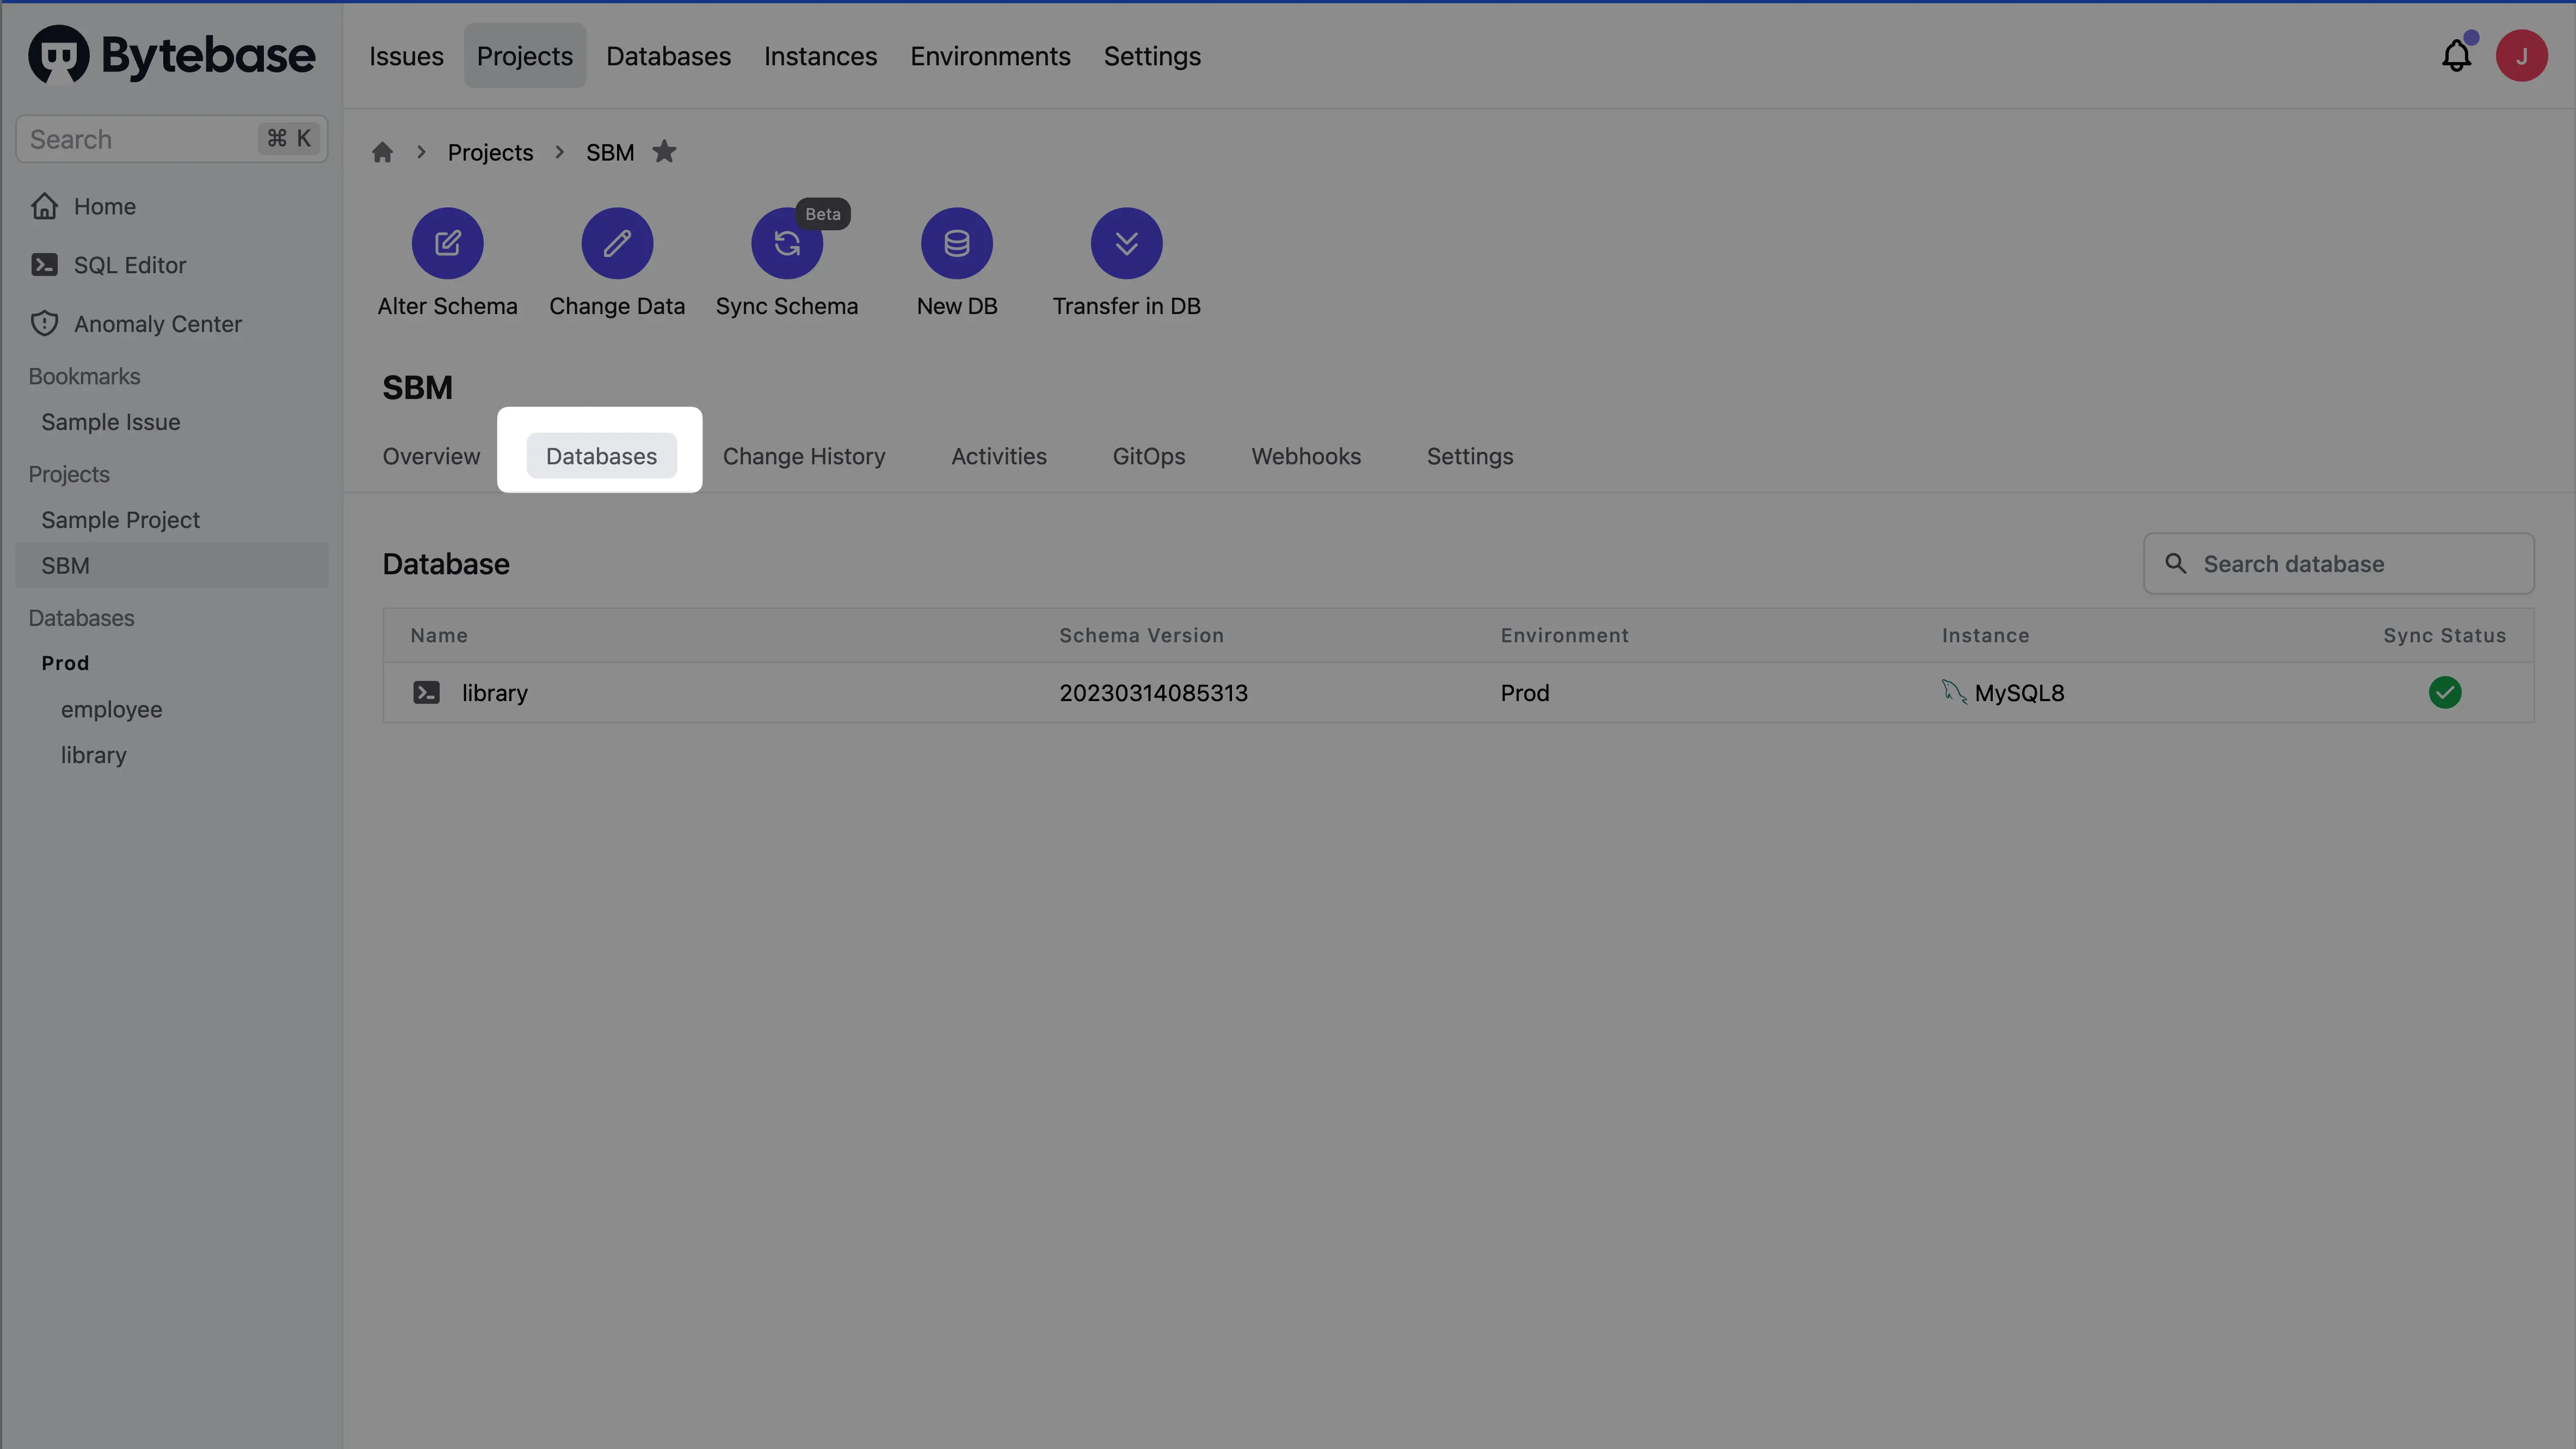 Bytebase
Issues Projects Databases Instances Environments Settings
J
Search ⌘ K
Home
SQL Editor
Anomaly Center
Bookmarks
Sample Issue
Projects
Sample Project
SBM
Databases
Prod
employee
library
Projects SBM
Beta
Alter Schema Change Data Sync Schema New DB Transfer in DB
SBM
Overview Databases Change History Activities GitOps Webhooks Settings
Database
Search database
Name Schema Version Environment Instance Sync Status
library 20230314085313 Prod MySQL8